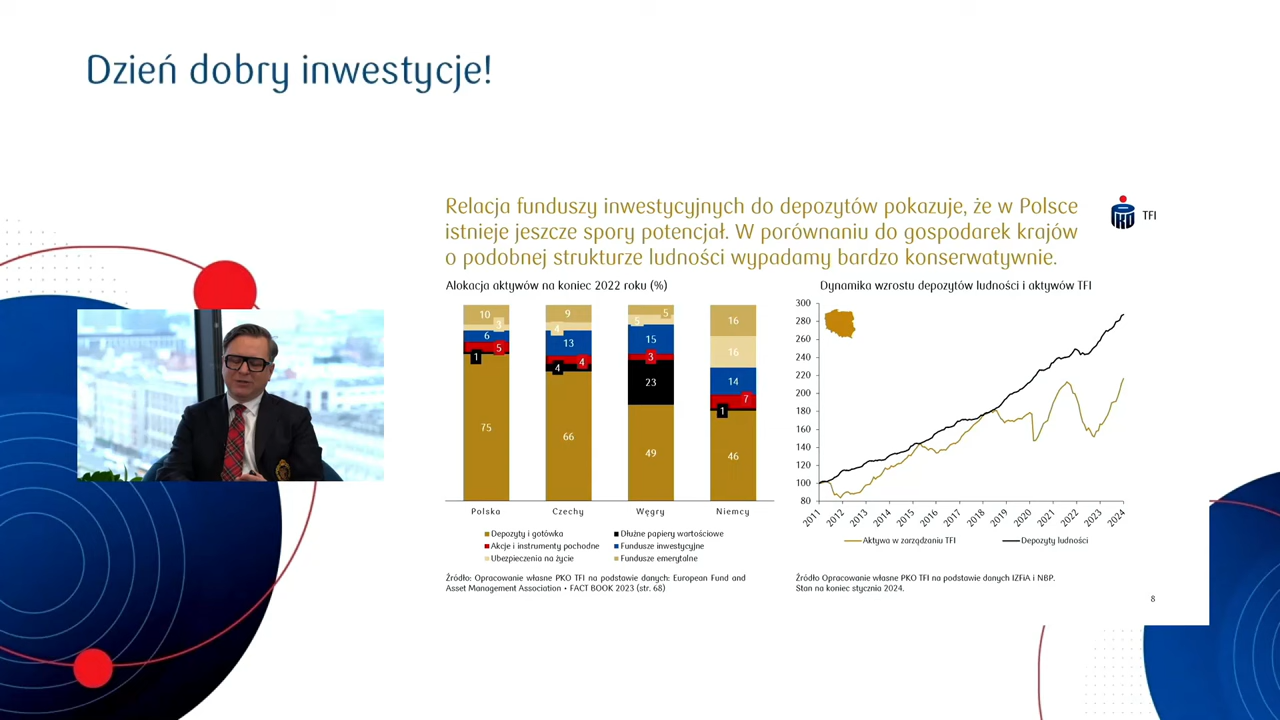 Dzień dobry inwestycje!
Relacja funduszy inwestycyjnych do depozytów pokazuje, że w Polsce
istnieje jeszcze spory potencjał. W porównaniu do gospodarek krajów
o podobnej strukturze ludności wypadamy bardzo konserwatywnie.
PKO TFI
Alokacja aktywów na koniec 2022 roku (%)
10 9 5 16
3 4 5 16
6 13 15 14
5 4 3 7
1 4 23 1
75 66 49 46
Polska Czechy Węgry Niemcy
Depozyty i gotówka Dłużne papiery wartościowe
Akcje i instrumenty pochodne Fundusze inwestycyjne
Ubezpieczenia na życie Fundusze emerytalne
Źródło: Opracowanie własne PKO TFI na podstawie danych: European Fund and
Asset Management Association • FACT BOOK 2023 (str. 68)
Dynamika wzrostu depozytów ludności i aktywów TFI
300
280
260
240
220
200
180
160
140
120
100
80
2011 2012 2013 2014 2015 2016 2017 2018 2019 2020 2021 2022 2023 2024
Aktywa w zarządzaniu TFI Depozyty ludności
Źródło Opracowanie własne PKO TFI na podstawie danych IZFiA i NBP.
Stan na koniec stycznia 2024.
8